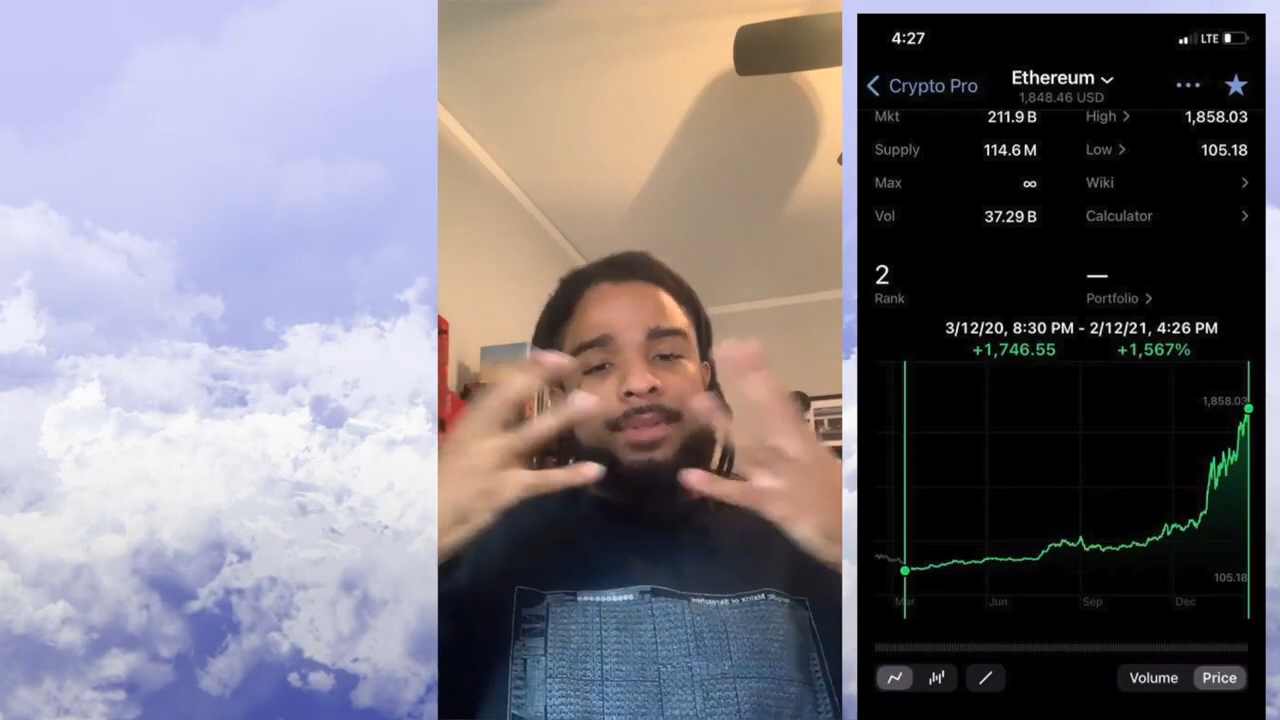 4:27
LTE
Crypto Pro
Ethereum
1,848.46 USD
Mkt 211.9 B High 1,858.03
Supply 114.6 M Low 105.18
Max ∞ Wiki
Vol 37.29 B Calculator
2 —
Rank Portfolio
3/12/20, 8:30 PM - 2/12/21, 4:26 PM
+1,746.55 +1,567%
1,858.03
105.18
Mar Jun Sep Dec
Volume Price